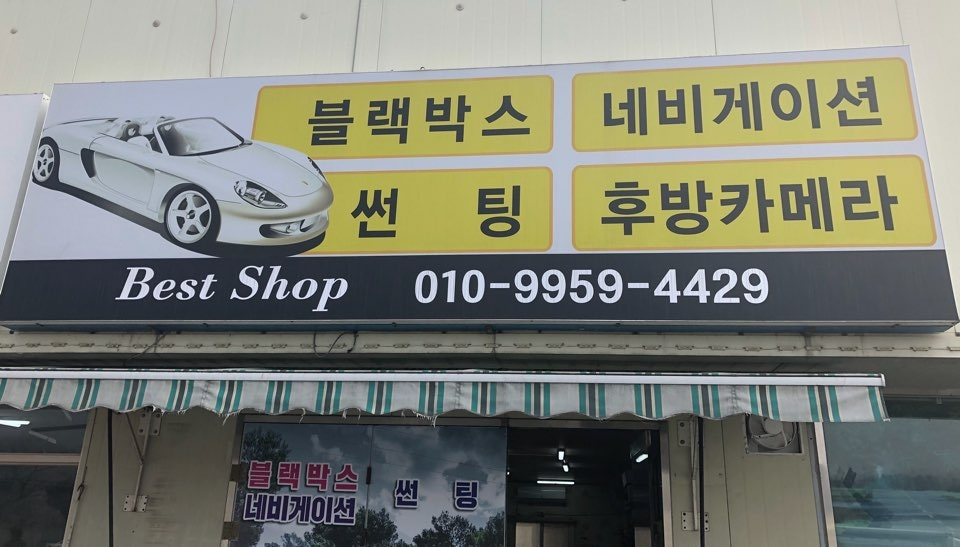 블랙박스 네비게이션
썬 팅 후방카메라
Best Shop 010-9959-4429
블랙박스
네비게이션
썬 팅